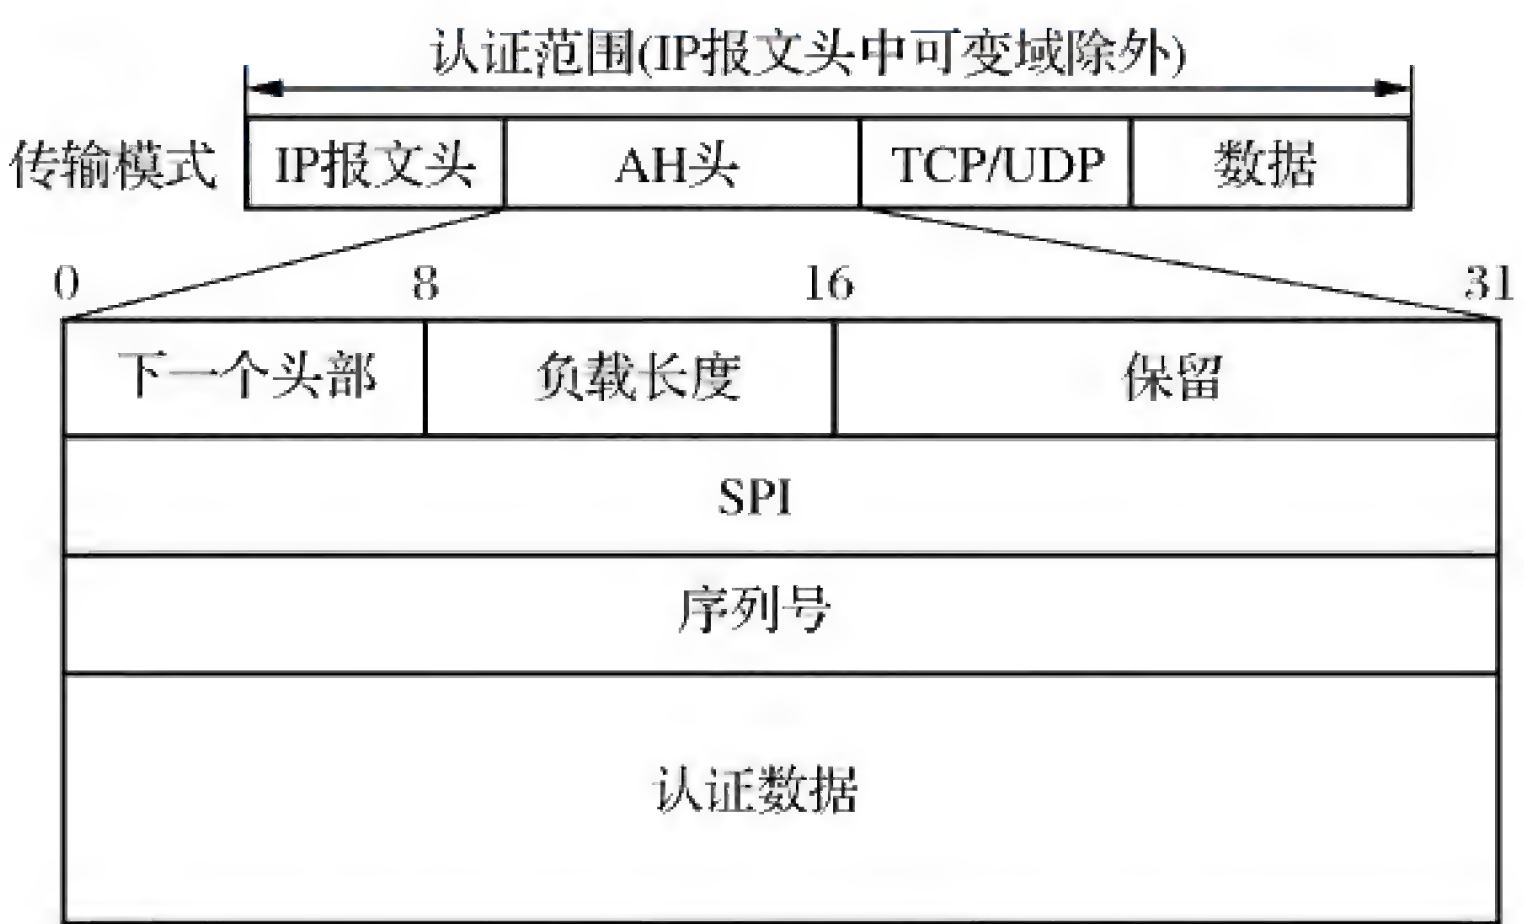 认证范围(IP报文头中可变域除外)
传输模式 IP报文头 AH头 TCP/UDP 数据
0 8 16 31
下一个头部 负载长度 保留
SPI
序列号
认证数据